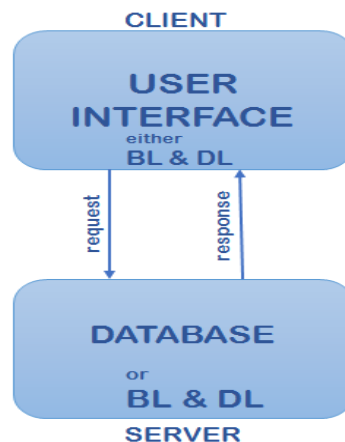 CLIENT
USER
INTERFACE
either
BL & DL
request
response
DATABASE
or
BL & DL
SERVER